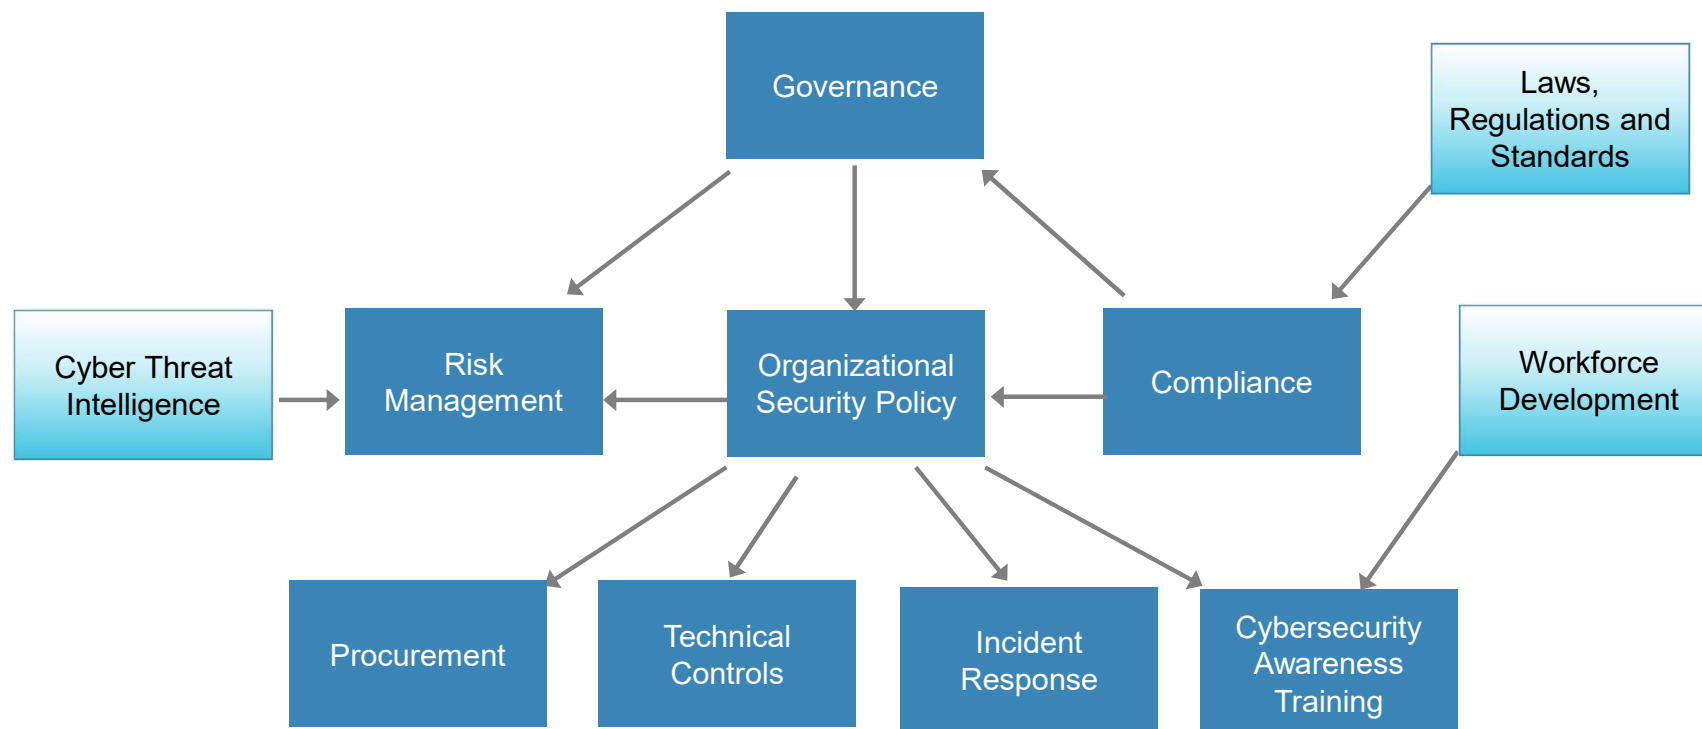 Governance
Laws,
Regulations and
Standards
Cyber Threat
Intelligence
Risk
Management
Organizational
Security Policy
Compliance
Workforce
Development
Procurement
Technical
Controls
Incident
Response
Cybersecurity
Awareness
Training